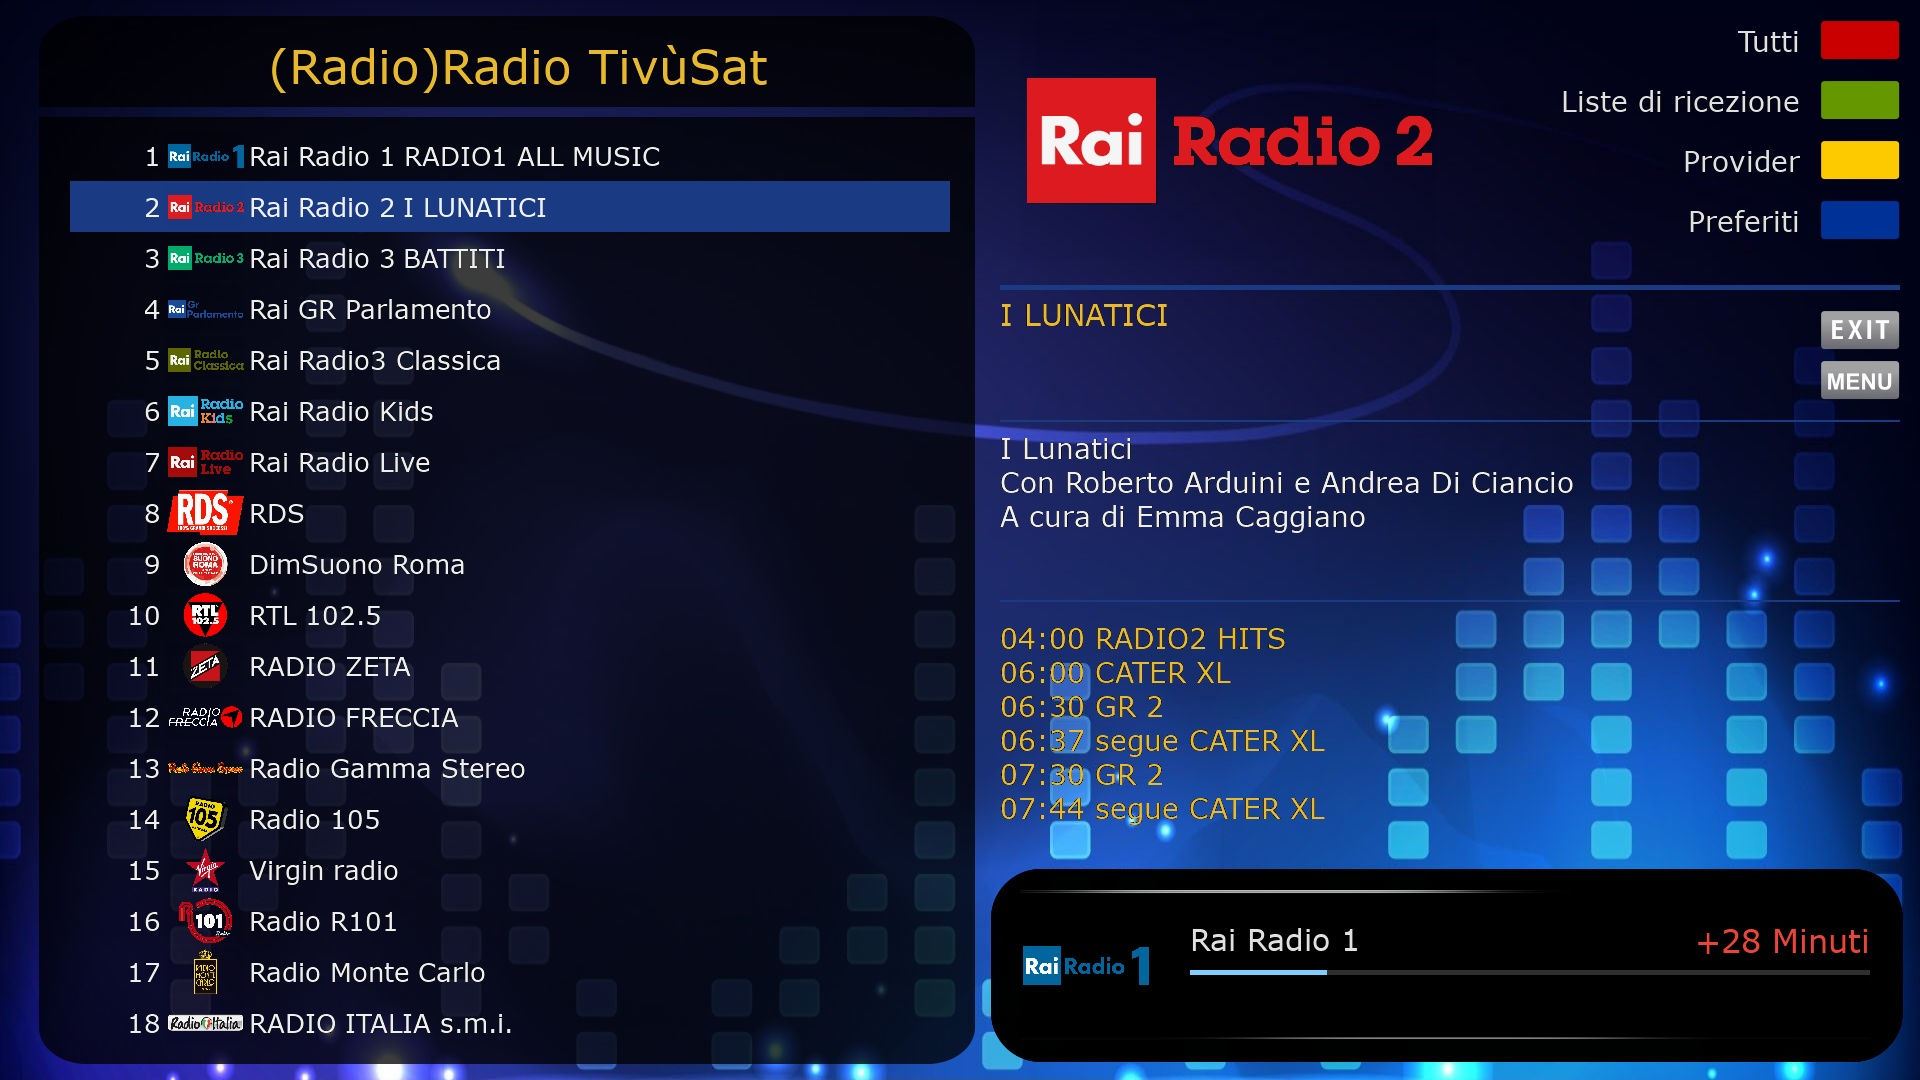 (Radio)Radio TivùSat
1 Rai Radio 1 Rai Radio 1 RADIO1 ALL MUSIC
2 Rai Radio 2 Rai Radio 2 I LUNATICI
3 Rai Radio 3 Rai Radio 3 BATTITI
4 Rai Gr Parlamento Rai GR Parlamento
5 Rai Radio Classica Rai Radio3 Classica
6 Rai Radio Kids Rai Radio Kids
7 Rai Radio Live Rai Radio Live
8 RDS RDS
9 SUONO ROMA DimSuono Roma
10 RTL 102.5 RTL 102.5
11 ZETA RADIO ZETA
12 RADIO FRECCIA RADIO FRECCIA
13 Radio Gamma Stereo
14 RADIO 105 Radio 105
15 Virgin RADIO Virgin radio
16 R 101 Radio R101
17 RADIO MONTE CARLO Radio Monte Carlo
18 Radio Italia RADIO ITALIA s.m.i.
Rai Radio 2
Tutti
Liste di ricezione
Provider
Preferiti
I LUNATICI
EXIT
MENU
I Lunatici
Con Roberto Arduini e Andrea Di Ciancio
A cura di Emma Caggiano
04:00 RADIO2 HITS
06:00 CATER XL
06:30 GR 2
06:37 segue CATER XL
07:30 GR 2
07:44 segue CATER XL
Rai Radio 1
Rai Radio 1
+28 Minuti